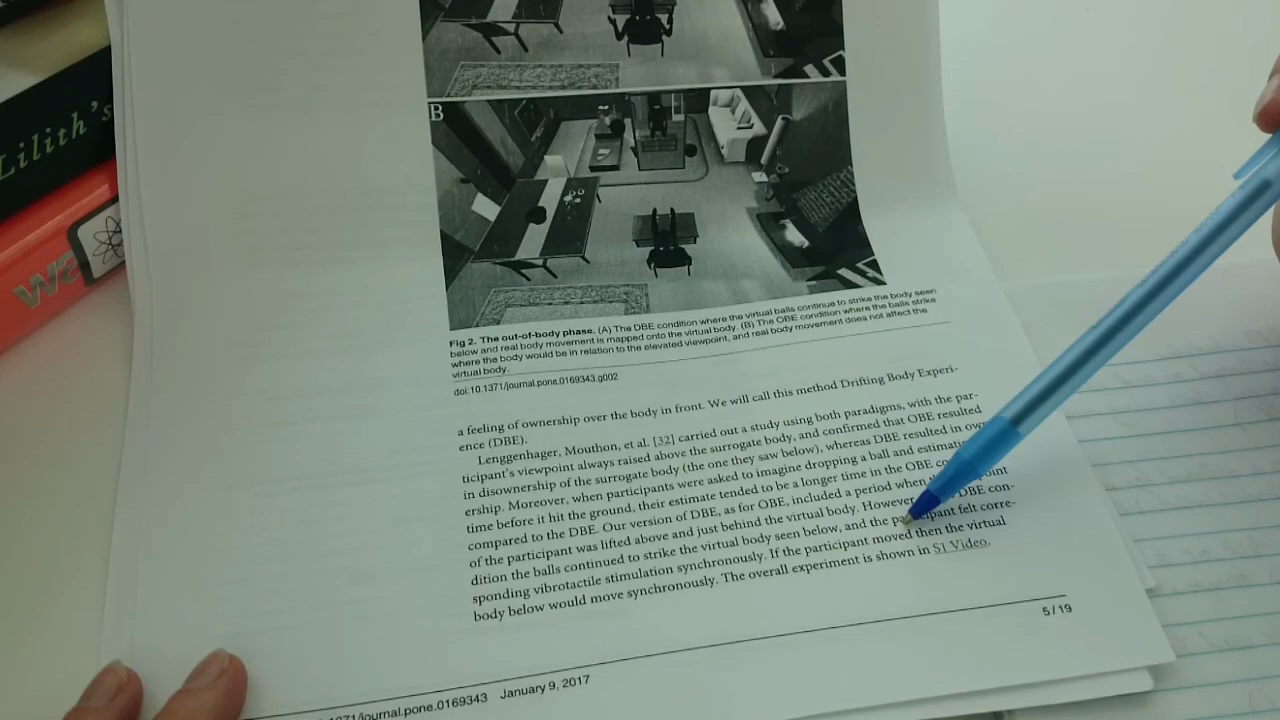 Lilith's
We
B
Fig 2. The out-of-body phase. (A) The DBE condition where the virtual balls continue to strike the body seen
below and real body movement is mapped onto the virtual body. (B) The OBE condition where the balls strike
where the body would be in relation to the elevated viewpoint, and real body movement does not affect the
virtual body.
doi:10.1371/journal.pone.0169343.g002
a feeling of ownership over the body in front. We will call this method Drifting Body Experi-
ence (DBE).
Lenggenhager, Mouthon, et al. [32] carried out a study using both paradigms, with the par-
ticipant's viewpoint always raised above the surrogate body, and confirmed that OBE resulted
in disownership of the surrogate body (the one they saw below), whereas DBE resulted in own
ership. Moreover, when participants were asked to imagine dropping a ball and estimatin
time before it hit the ground, their estimate tended to be a longer time in the OBE co
compared to the DBE. Our version of DBE, as for OBE, included a period when oint
of the participant was lifted above and just behind the virtual body. However DBE con-
dition the balls continued to strike the virtual body seen below, and the participant felt corre-
sponding vibrotactile stimulation synchronously. If the participant moved then the virtual
body below would move synchronously. The overall experiment is shown in S1 Video.
5 / 19
1371/journal.pone.0169343 January 9, 2017